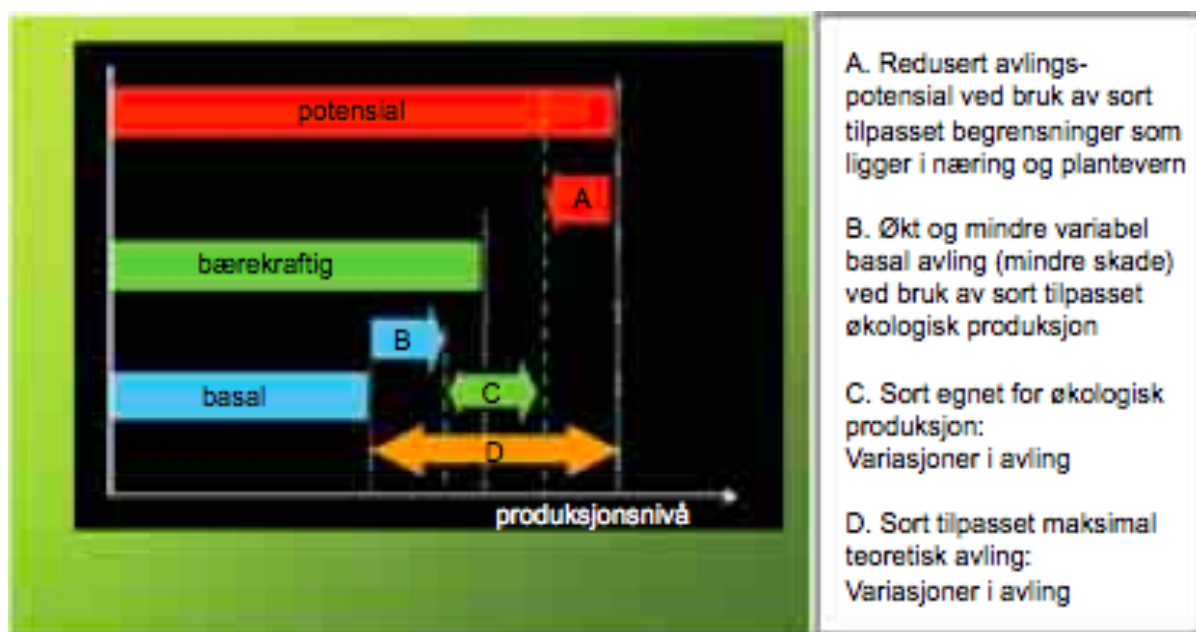 potensial
A
bærekraftig
B
basal
C
D
produksjonsnivå
A. Redusert avlings-
potensial ved bruk av sort
tilpasset begrensninger som
ligger i næring og plantevern
B. Økt og mindre variabel
basal avling (mindre skade)
ved bruk av sort tilpasset
økologisk produksjon
C. Sort egnet for økologisk
produksjon:
Variasjoner i avling
D. Sort tilpasset maksimal
teoretisk avling:
Variasjoner i avling